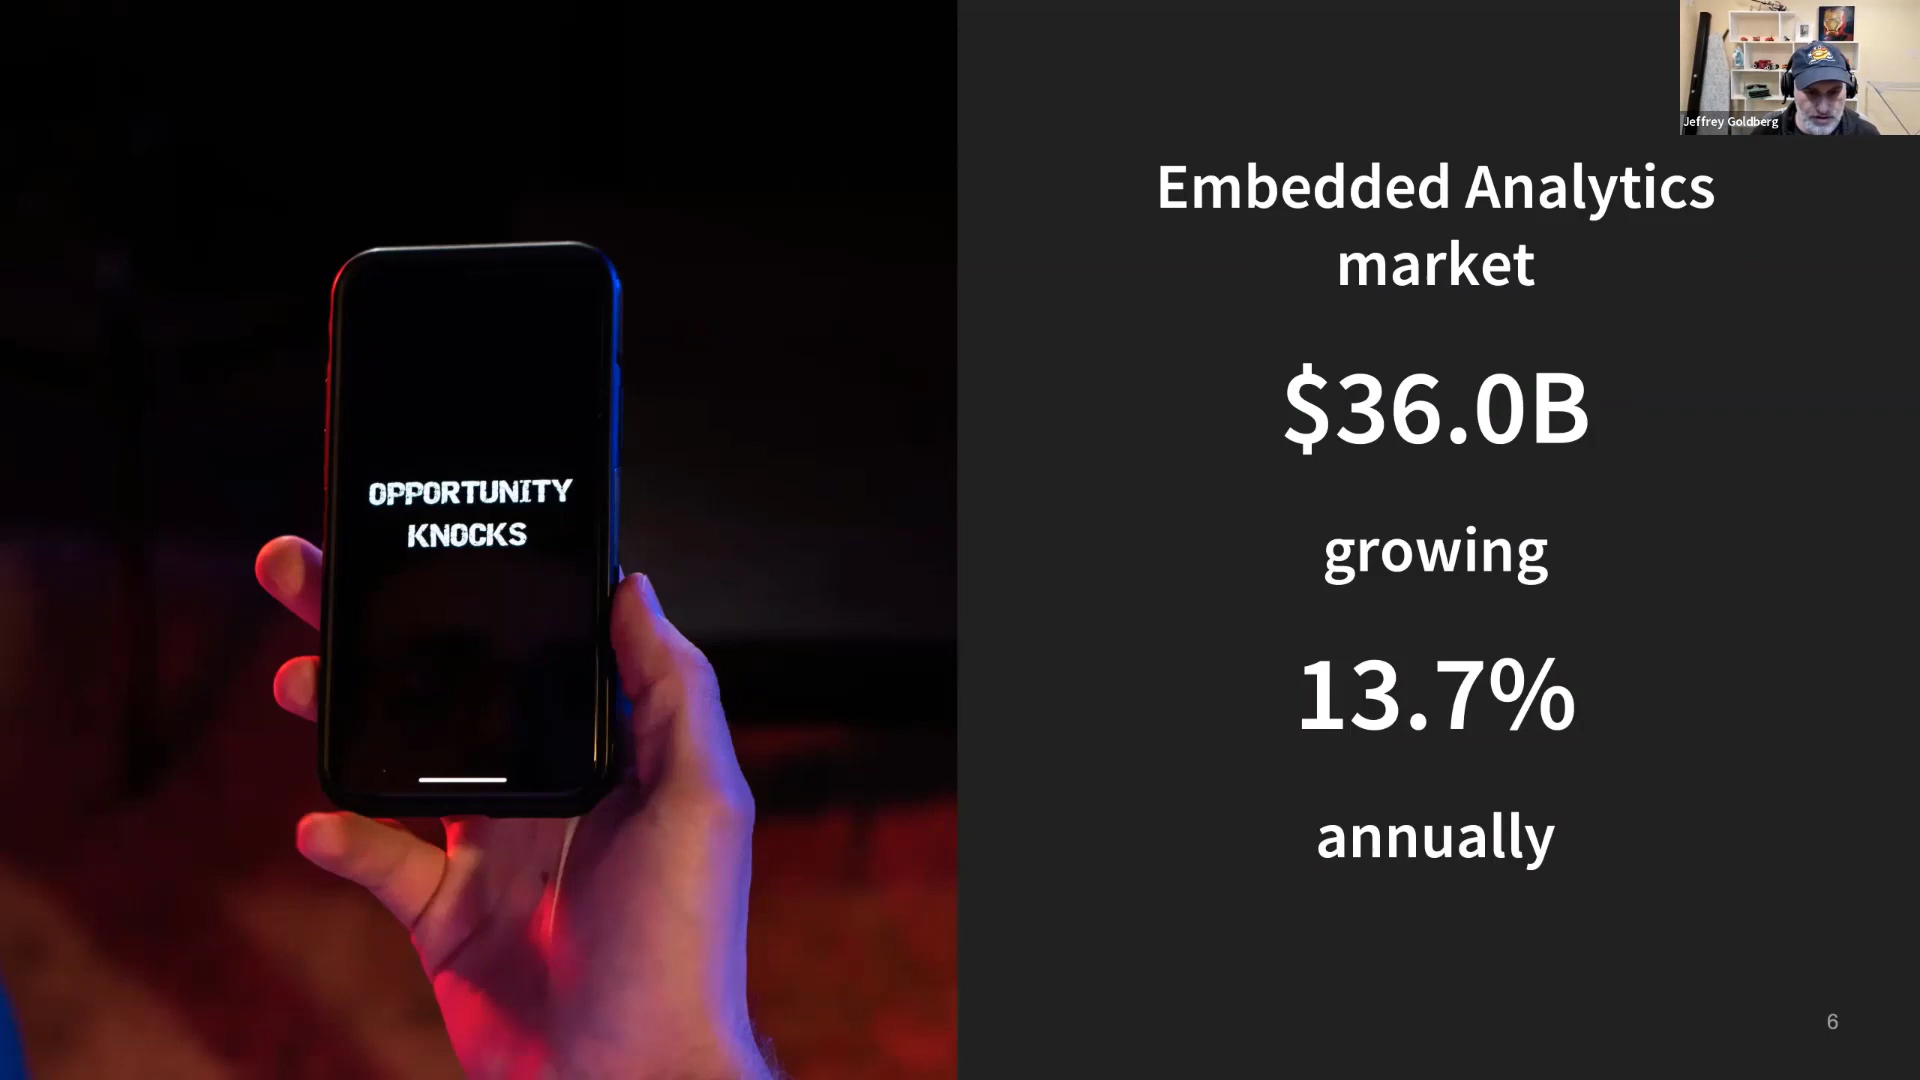 Jeffrey Goldberg
Embedded Analytics
market
$36.0B
growing
13.7%
annually
OPPORTUNITY
KNOCKS
6